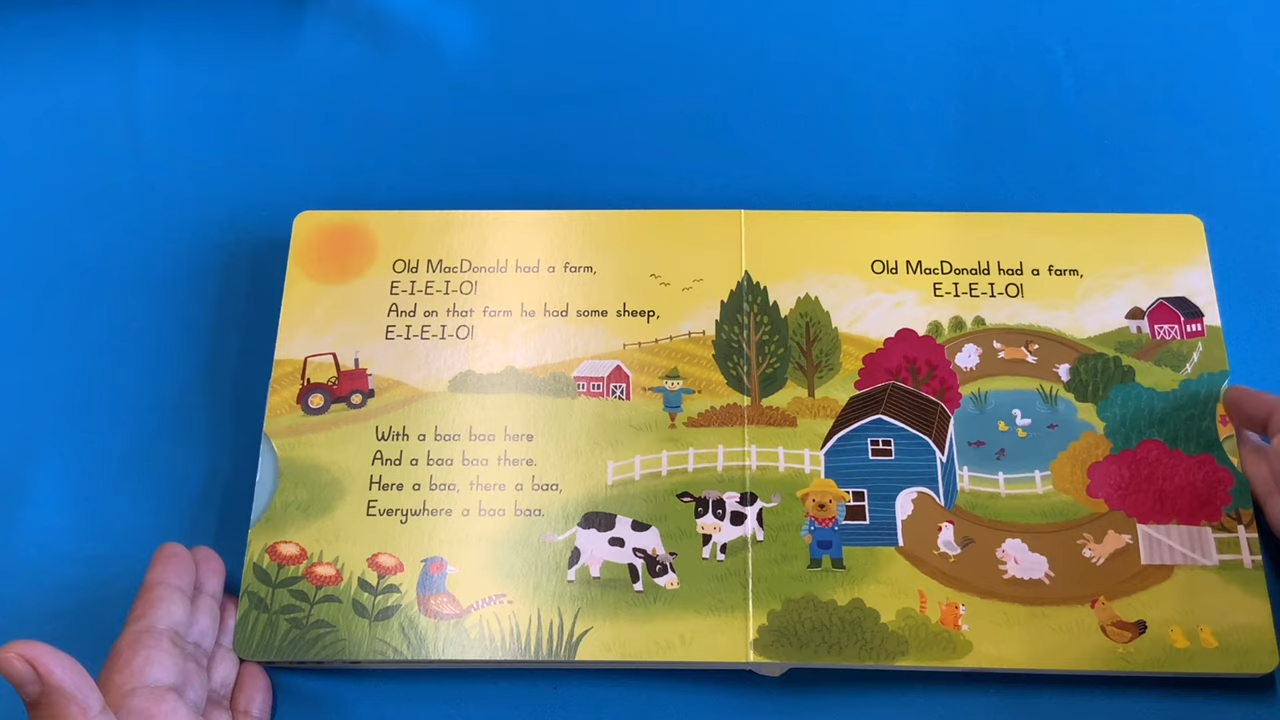 Old MacDonald had a farm,
E-I-E-I-O!
And on that farm he had some sheep,
E-I-E-I-O!
With a baa baa here
And a baa baa there.
Here a baa, there a baa,
Everywhere a baa baa.
Old MacDonald had a farm,
E-I-E-I-O!